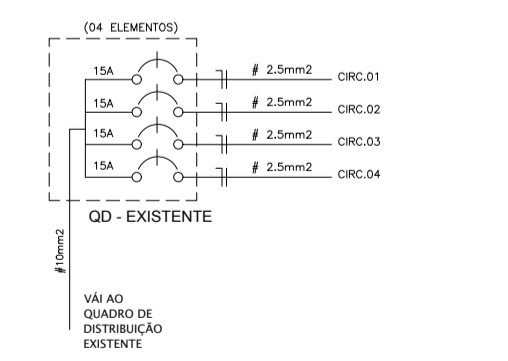 (04 ELEMENTOS)
15A # 2.5mm2 CIRC.01
15A # 2.5mm2 CIRC.02
15A # 2.5mm2 CIRC.03
15A # 2.5mm2 CIRC.04
QD - EXISTENTE
#10mm2
VÁI AO
QUADRO DE
DISTRIBUIÇÃO
EXISTENTE